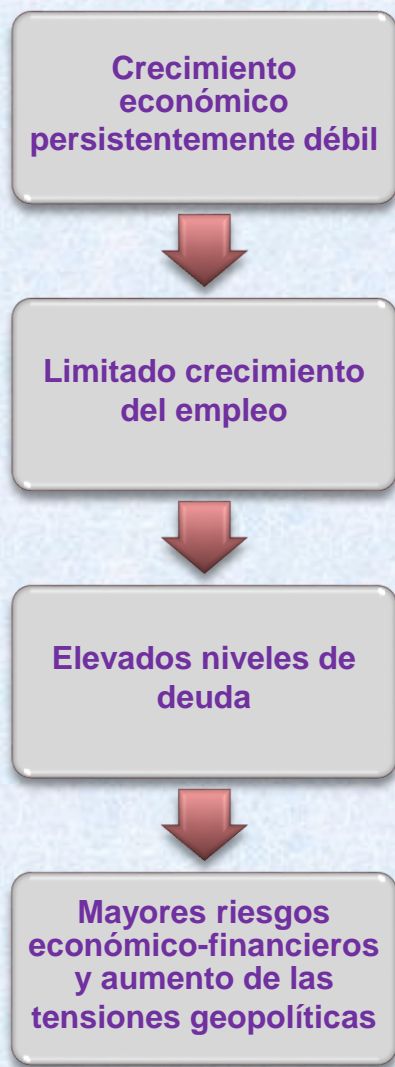 Crecimiento
económico
persistentemente débil
Limitado crecimiento
del empleo
Elevados niveles de
deuda
Mayores riesgos
económico-financieros
y aumento de las
tensiones geopolíticas